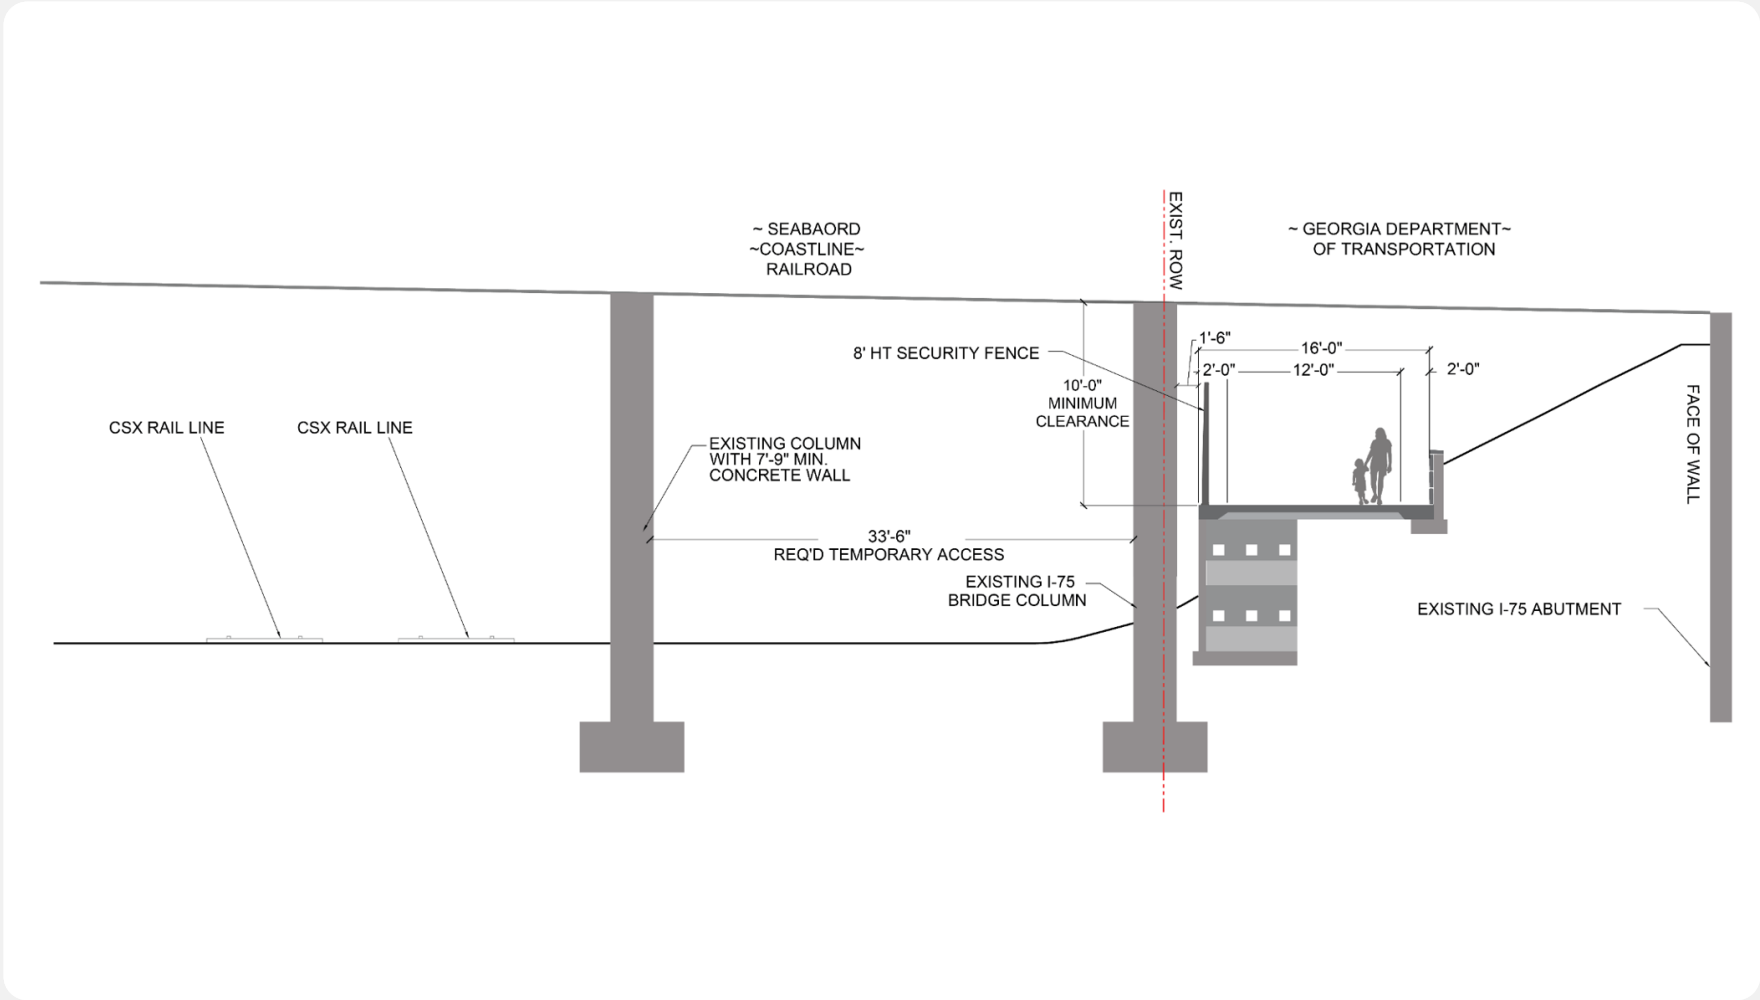 ~ SEABAORD
~COASTLINE~
RAILROAD
EXIST. ROW
~ GEORGIA DEPARTMENT~
OF TRANSPORTATION
1'-6"
16'-0"
8' HT SECURITY FENCE
2'-0"
12'-0"
2'-0"
10'-0"
MINIMUM
CLEARANCE
FACE OF WALL
CSX RAIL LINE
CSX RAIL LINE
EXISTING COLUMN
WITH 7'-9" MIN.
CONCRETE WALL
33'-6"
REQ'D TEMPORARY ACCESS
EXISTING I-75
BRIDGE COLUMN
EXISTING I-75 ABUTMENT